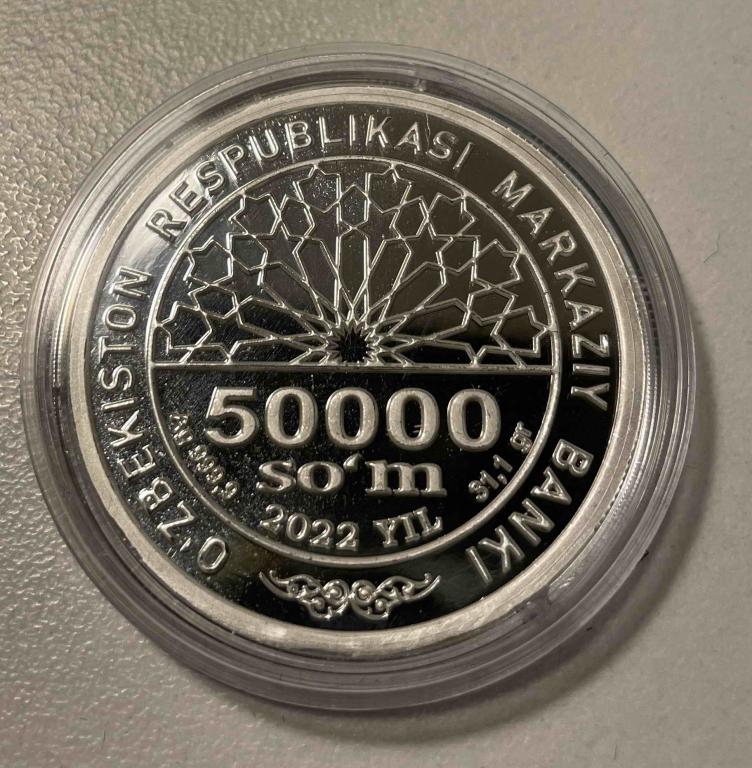 O'ZBEKISTON RESPUBLIKASI MARKAZIY BANKI
50000
so'm
Ag 999,9
31,1 gr
2022 YIL